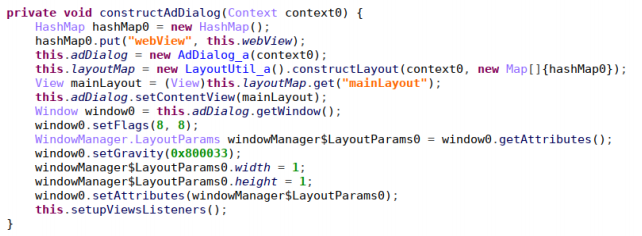 private void constructAdDialog(Context context0) {
    HashMap hashMap0 = new HashMap();
    hashMap0.put("webView", this.webView);
    this.adDialog = new AdDialog_a(context0);
    this.layoutMap = new LayoutUtil_a().constructLayout(context0, new Map[]{hashMap0});
    View mainLayout = (View)this.layoutMap.get("mainLayout");
    this.adDialog.setContentView(mainLayout);
    Window window0 = this.adDialog.getWindow();
    window0.setFlags(8, 8);
    WindowManager.LayoutParams windowManager$LayoutParams0 = window0.getAttributes();
    window0.setGravity(0x800033);
    windowManager$LayoutParams0.width = 1;
    windowManager$LayoutParams0.height = 1;
    window0.setAttributes(windowManager$LayoutParams0);
    this.setupViewsListeners();
}